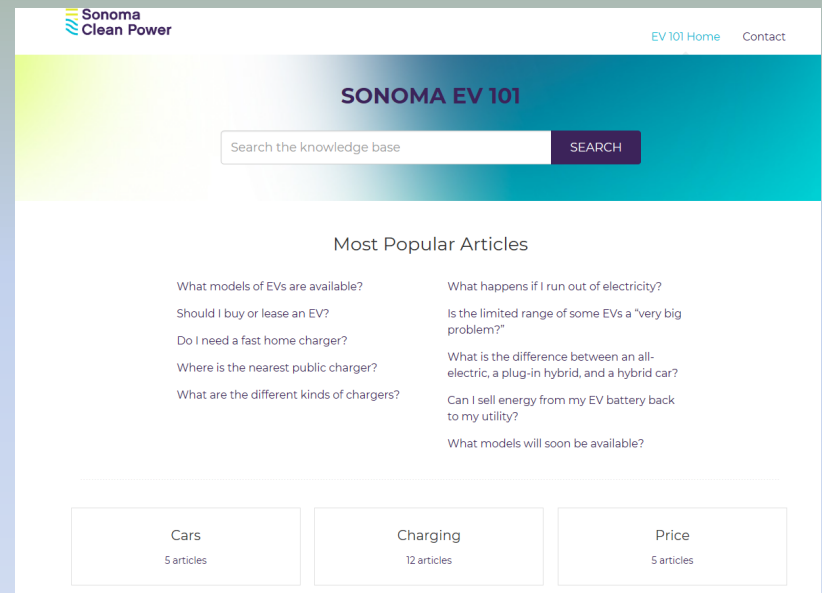 Sonoma
Clean Power
EV 101 Home
Contact
SONOMA EV 101
Search the knowledge base
SEARCH
Most Popular Articles
What models of EVs are available?
Should I buy or lease an EV?
Do I need a fast home charger?
Where is the nearest public charger?
What are the different kinds of chargers?
What happens if I run out of electricity?
Is the limited range of some EVs a “very big
problem?”
What is the difference between an all-
electric, a plug-in hybrid, and a hybrid car?
Can I sell energy from my EV battery back
to my utility?
What models will soon be available?
Cars
5 articles
Charging
12 articles
Price
5 articles